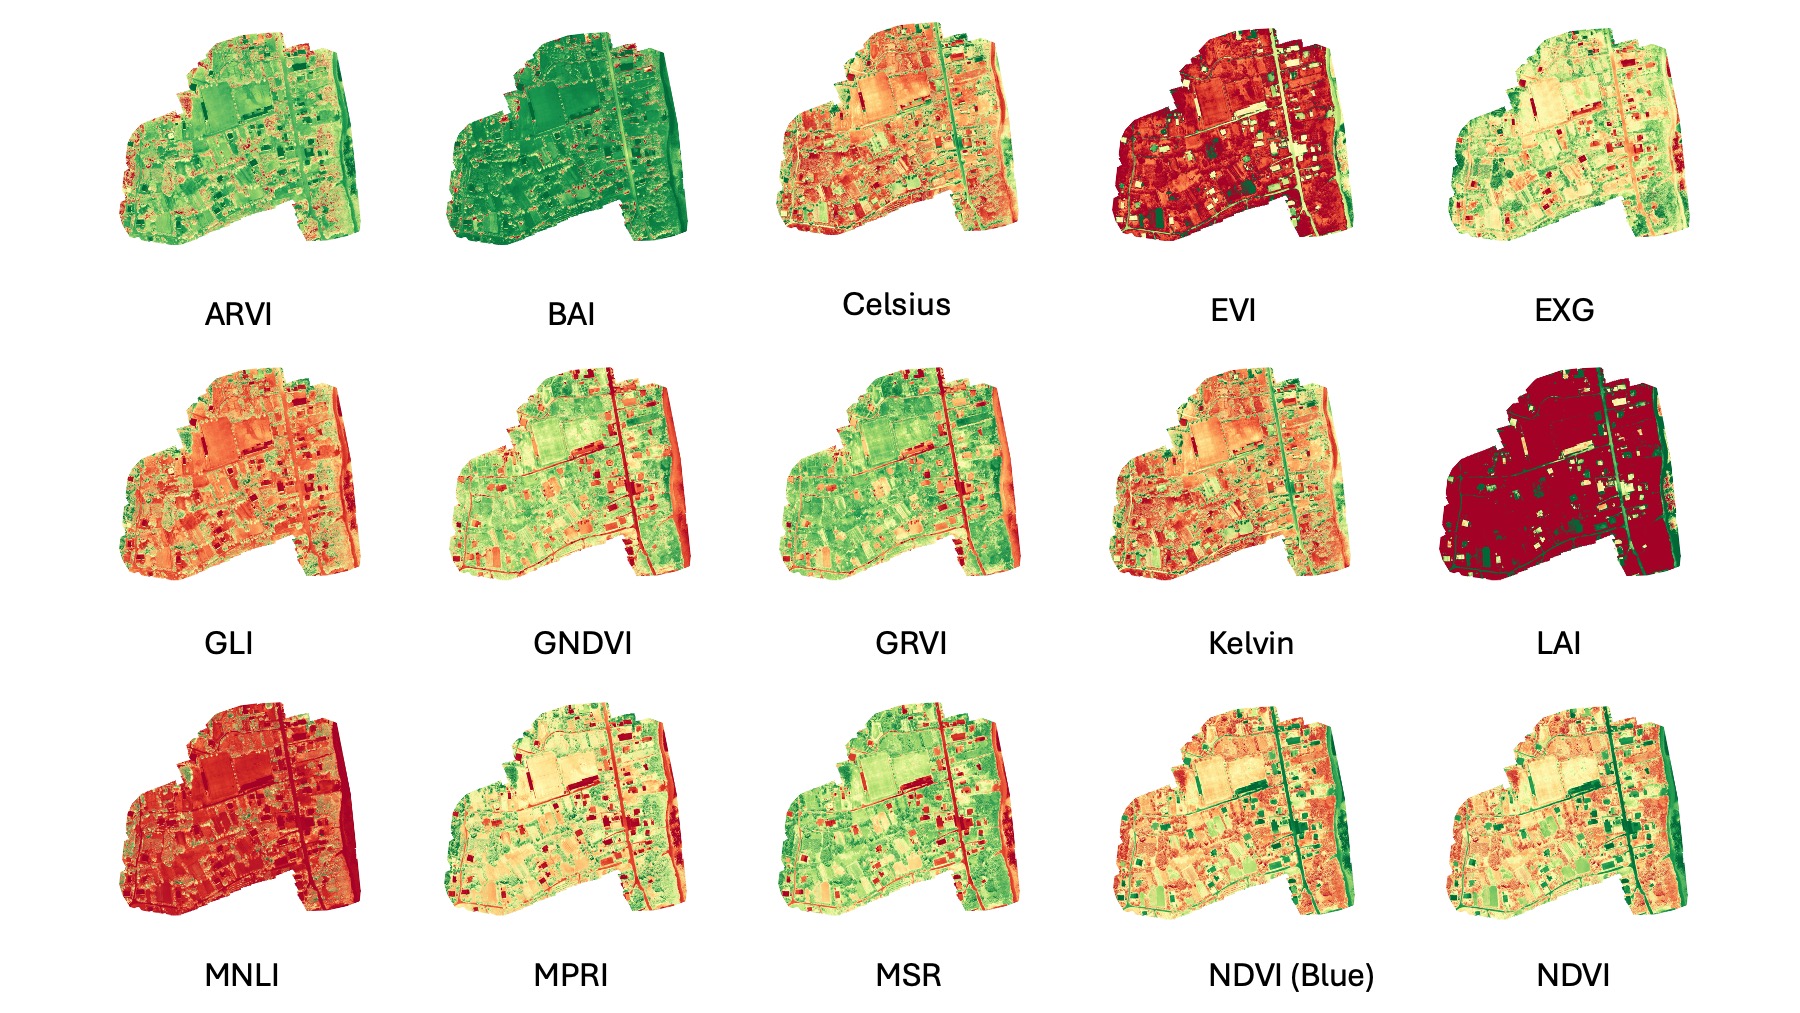 ARVI
BAI
Celsius
EVI
EXG
GLI
GNDVI
GRVI
Kelvin
LAI
MNLI
MPRI
MSR
NDVI (Blue)
NDVI